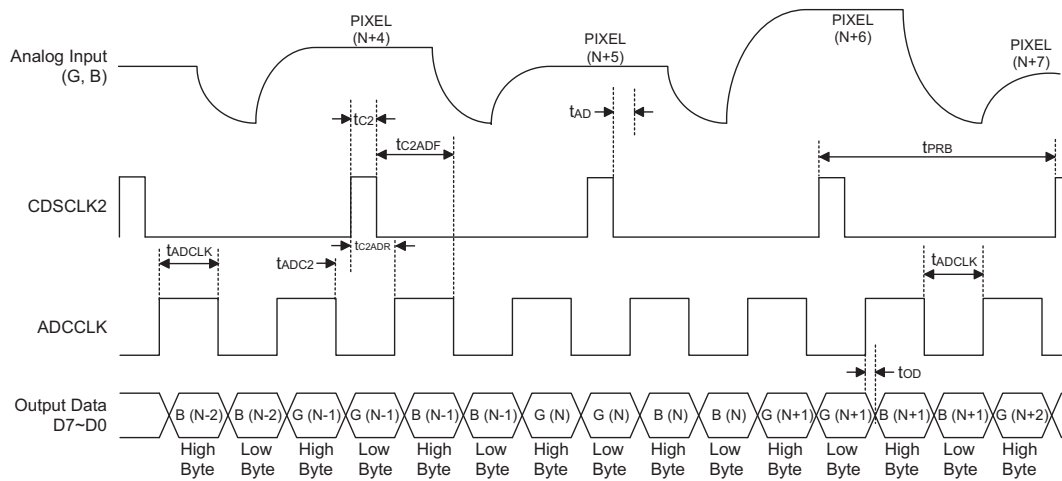 PIXEL
(N+4)
PIXEL
(N+5)
PIXEL
(N+6)
PIXEL
(N+7)
Analog Input
(G, B)
tC2
tAD
tC2ADF
tPRB
CDSCLK2
tADCLK
tC2ADR
tADC2
tADCLK
ADCCLK
tOD
Output Data
D7~D0
B (N-2) B (N-2) G (N-1) G (N-1) B (N-1) B (N-1) G (N) G (N) B (N) B (N) G (N+1) G (N+1) B (N+1) B (N+1) G (N+2)
High Low High Low High Low High Low High Low High Low High Low High
Byte Byte Byte Byte Byte Byte Byte Byte Byte Byte Byte Byte Byte Byte Byte